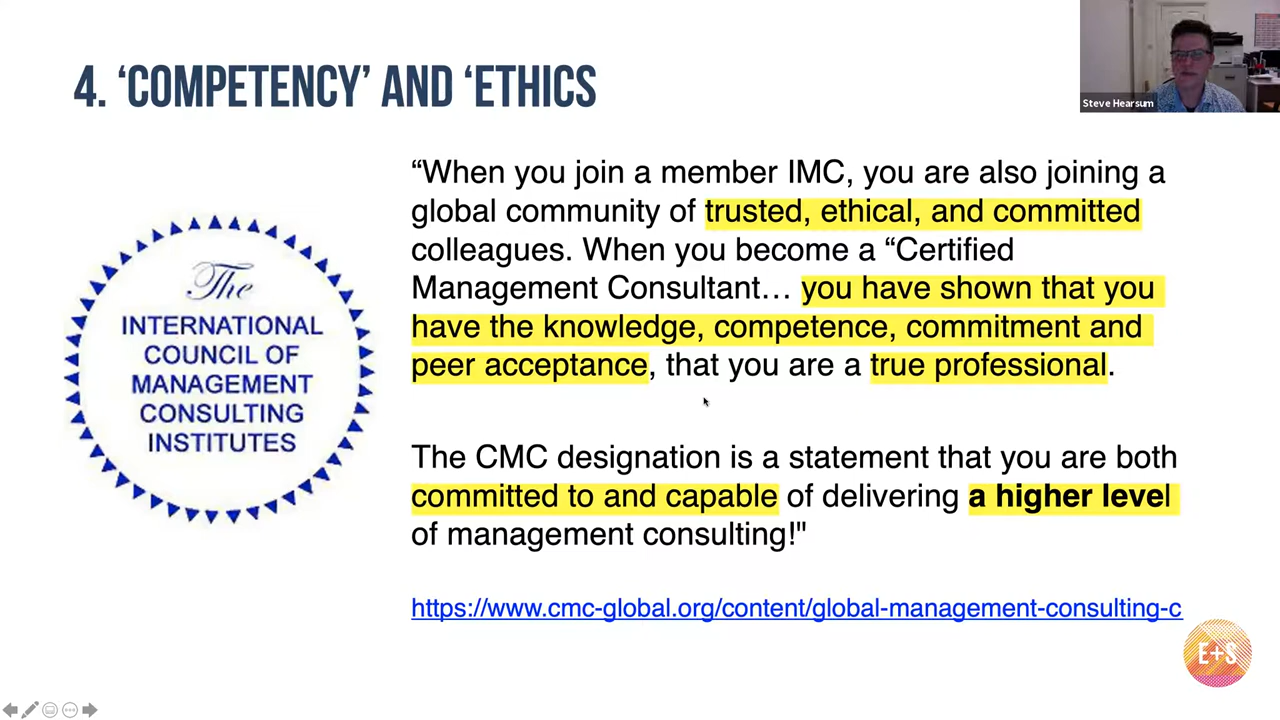 4. ‘COMPETENCY’ AND ‘ETHICS
Steve Hearsum
The
INTERNATIONAL
COUNCIL OF
MANAGEMENT
CONSULTING
INSTITUTES
“When you join a member IMC, you are also joining a
global community of trusted, ethical, and committed
colleagues. When you become a “Certified
Management Consultant… you have shown that you
have the knowledge, competence, commitment and
peer acceptance, that you are a true professional.
The CMC designation is a statement that you are both
committed to and capable of delivering a higher level
of management consulting!"
https://www.cmc-global.org/content/global-management-consulting-c
E+S